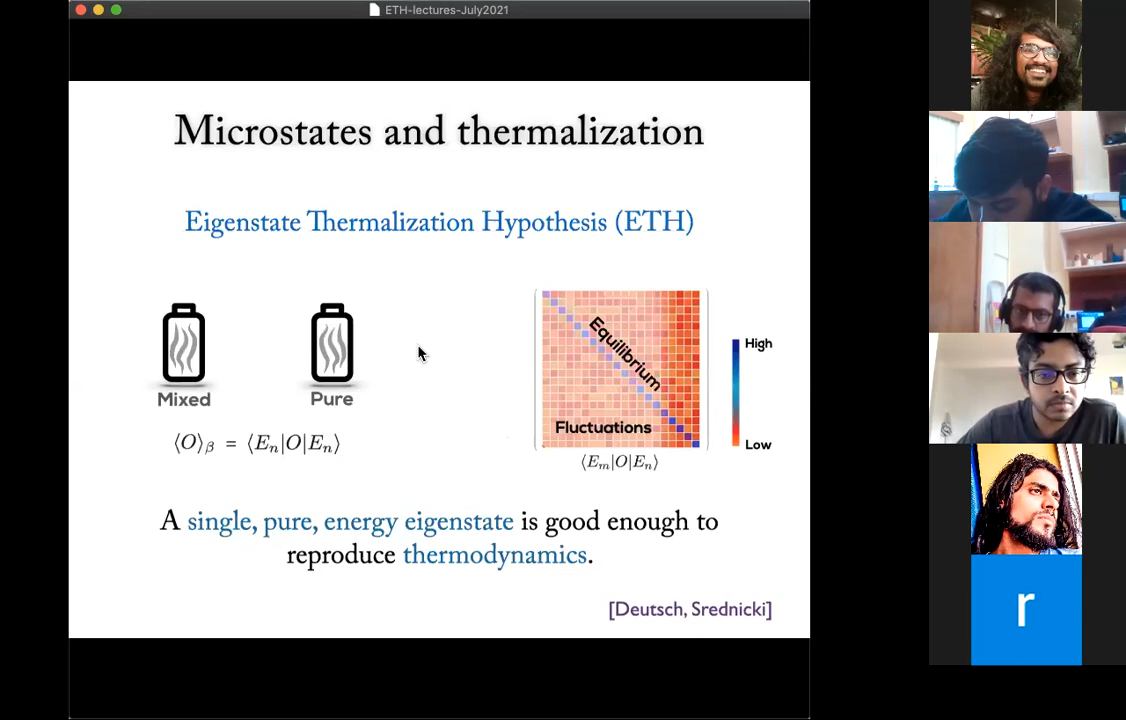 ETH-lectures-July2021
Microstates and thermalization
Eigenstate Thermalization Hypothesis (ETH)
Mixed
Pure
⟨O⟩β = ⟨En|O|En⟩
Equilibrium
Fluctuations
⟨Em|O|En⟩
High
Low
A single, pure, energy eigenstate is good enough to
reproduce thermodynamics.
[Deutsch, Srednicki]
r